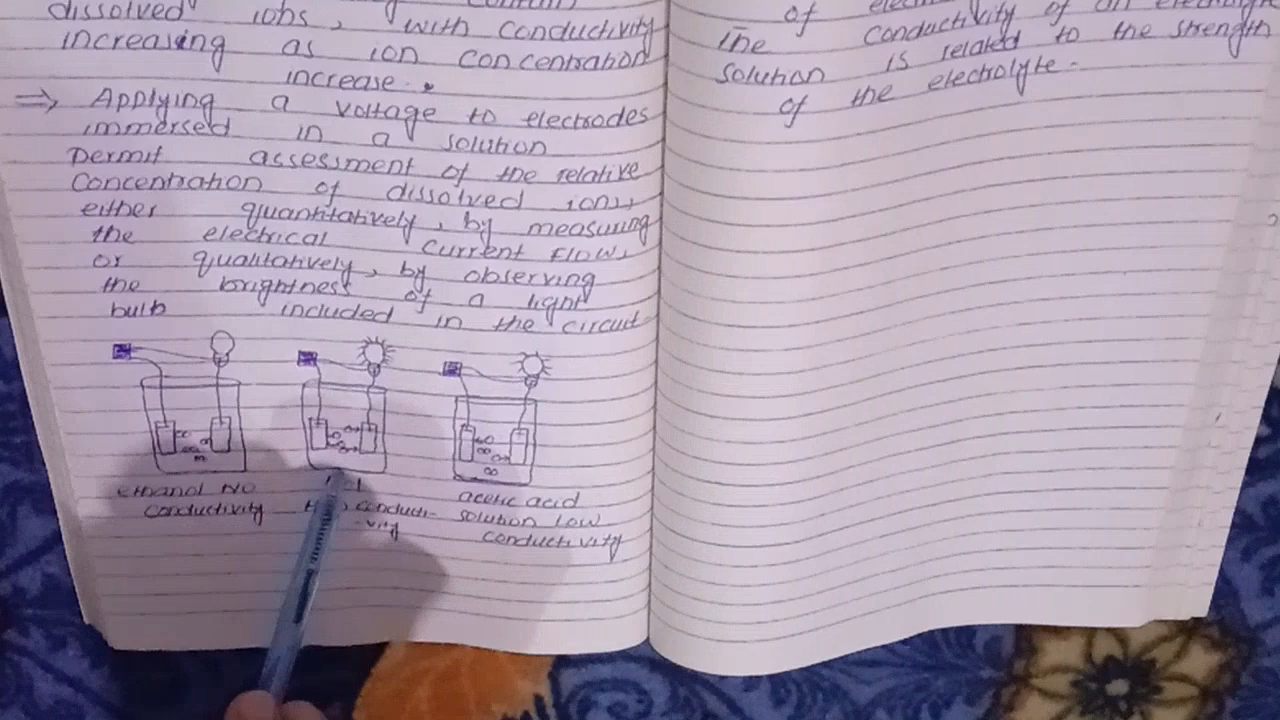 dissolved ions, with conductivity
increasing as ion concentration
increase.
⇒ Applying a voltage to electrodes
immersed in a solution
permit assessment of the relative
concentration of dissolved ions,
either quantitatively, by measuring
the electrical current flow,
or qualitatively, by observing
the brightness of a light
bulb included in the circuit
ethanol No
conductivity
conducti-
-vity
acetic acid
solution Low
conductivity
of
The conductivity of an
solution is related to the strength
of the electrolyte.